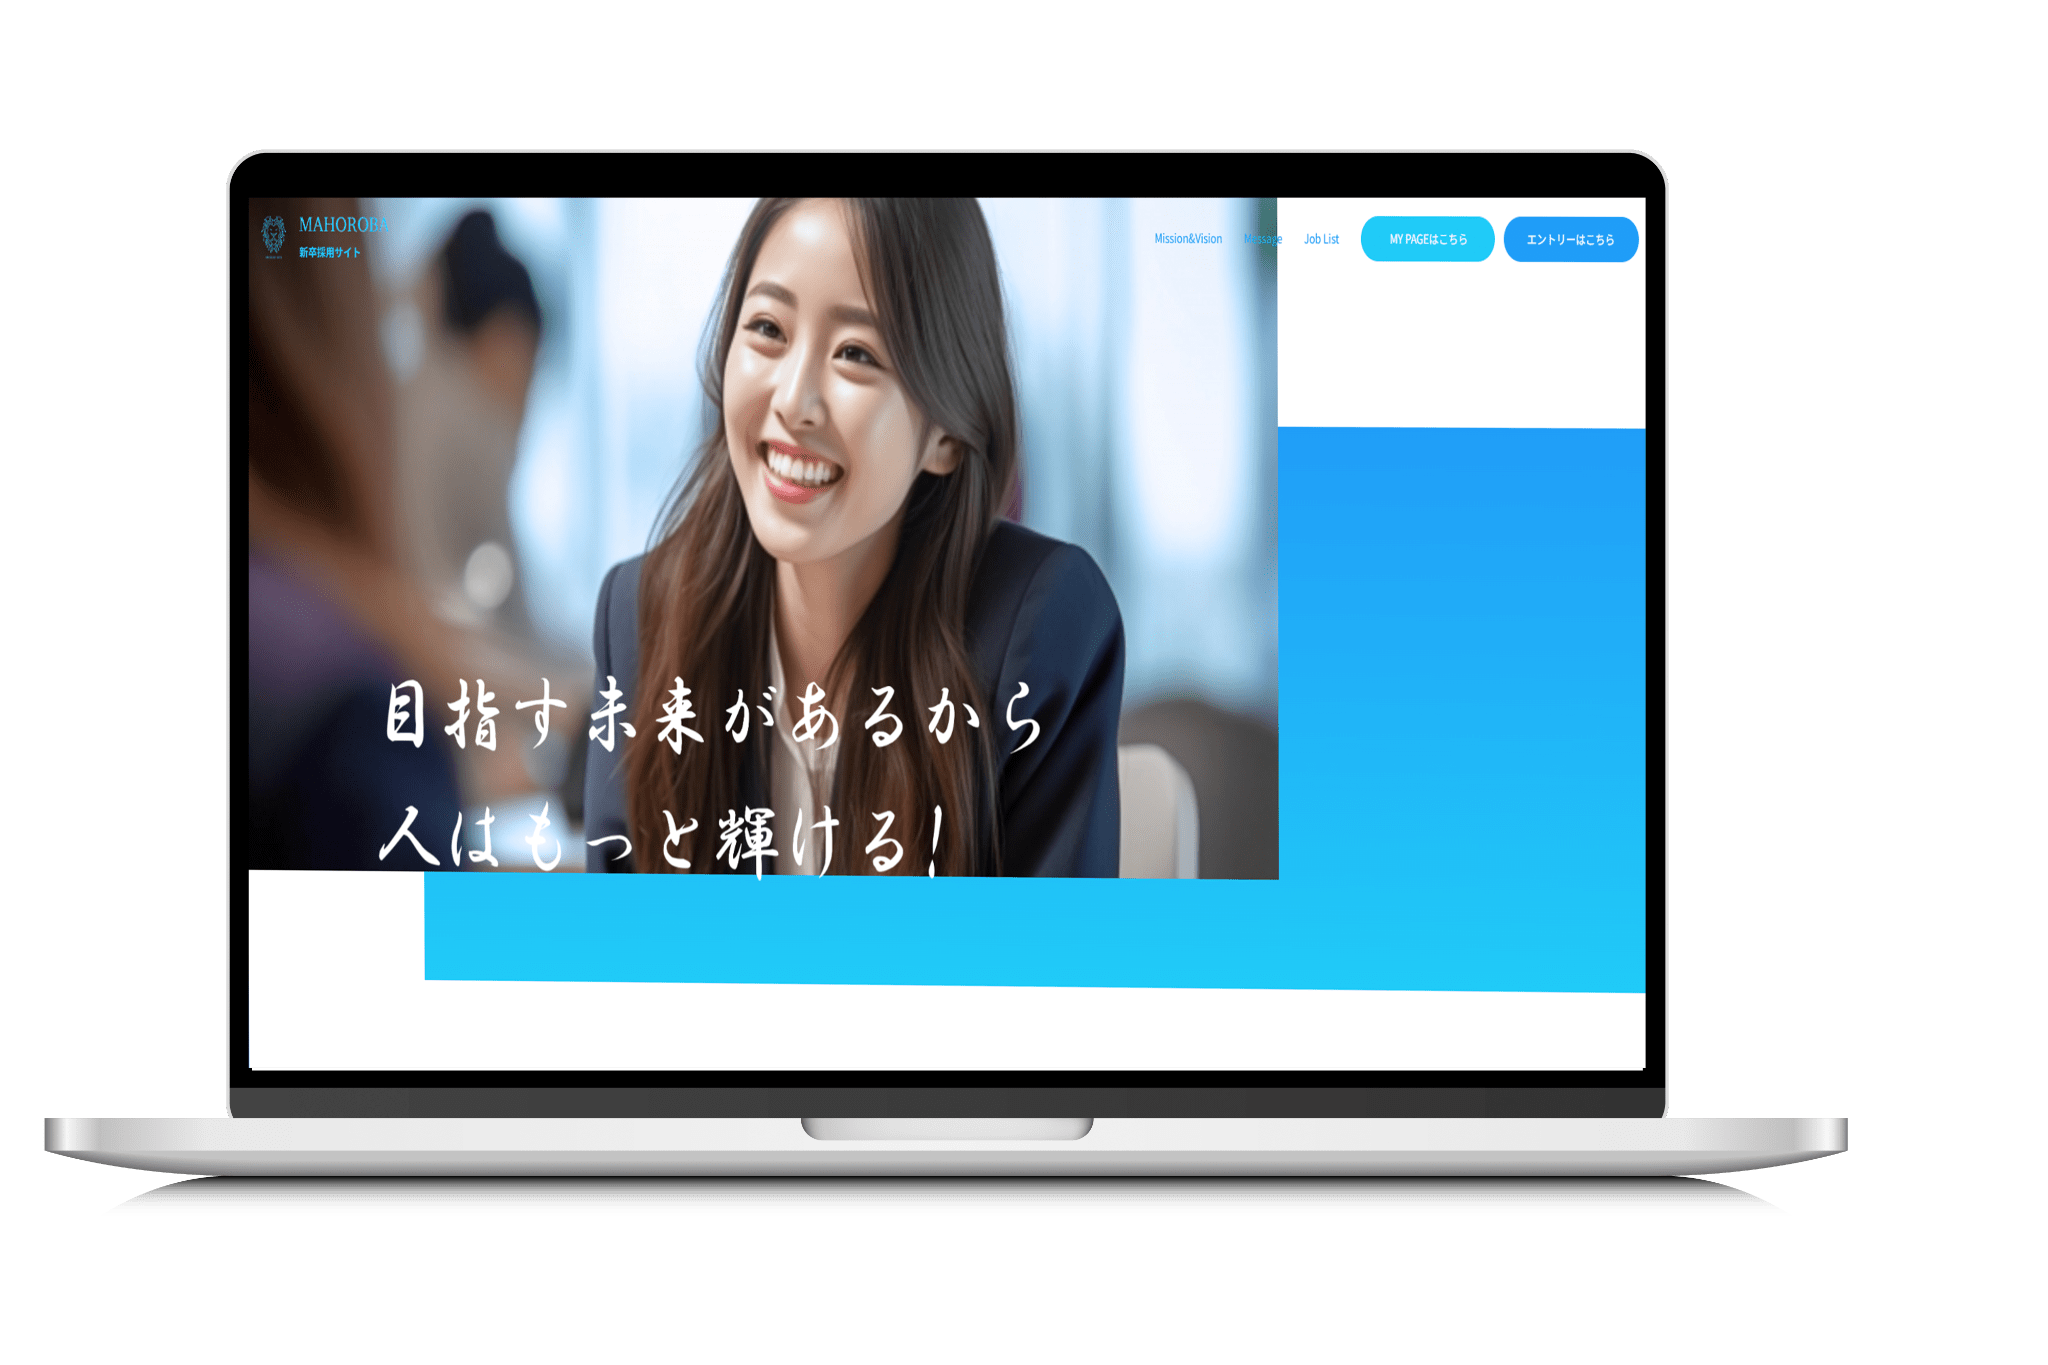 MAHOROBA
新卒採用サイト
Mission&Vision
Message
Job List
MY PAGEはこちら
エントリーはこちら
目指す未来があるから
人はもっと輝ける!